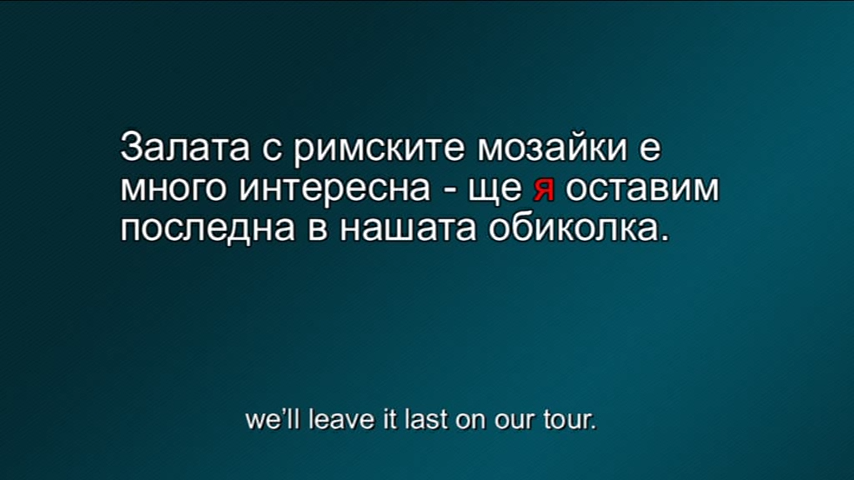 Залата с римските мозайки е
много интересна - ще я оставим
последна в нашата обиколка.
we'll leave it last on our tour.